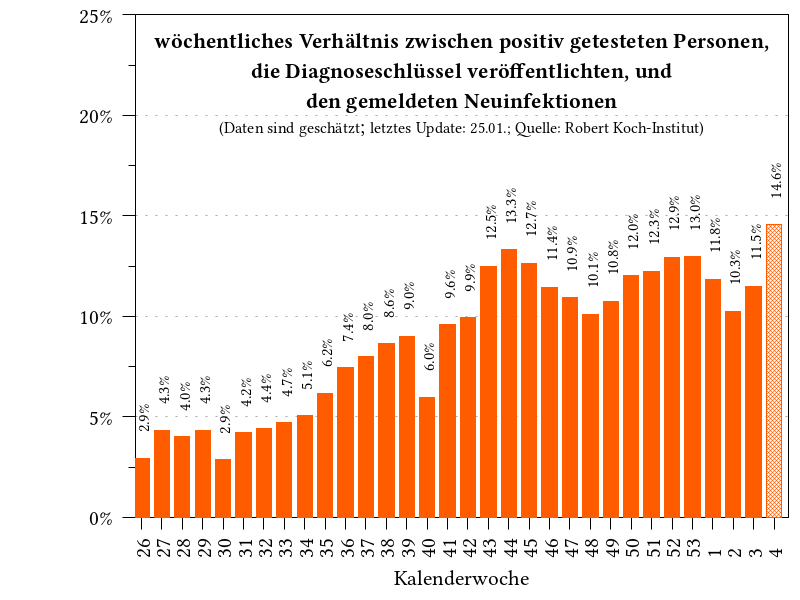 25%
wöchentliches Verhältnis zwischen positiv getesteten Personen,
die Diagnoseschlüssel veröffentlichten, und
den gemeldeten Neuinfektionen
20%
(Daten sind geschätzt; letztes Update: 25.01.; Quelle: Robert Koch-Institut)
15%
10%
5%
0%
2.9% 4.3% 4.0% 4.3% 2.9% 4.2% 4.4% 4.7% 5.1% 6.2% 7.4% 8.0% 8.6% 9.0% 6.0% 9.6% 9.9% 12.5% 13.3% 12.7% 11.4% 10.9% 10.1% 10.8% 12.0% 12.3% 12.9% 13.0% 11.8% 10.3% 11.5% 14.6%
26 27 28 29 30 31 32 33 34 35 36 37 38 39 40 41 42 43 44 45 46 47 48 49 50 51 52 53 1 2 3 4
Kalenderwoche